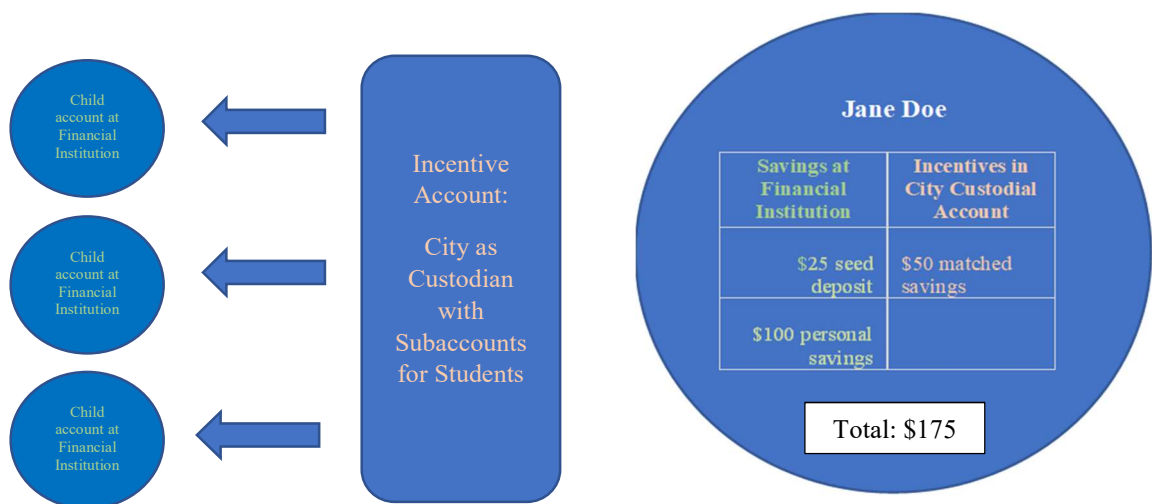 Child
account at
Financial
Institution
Child
account at
Financial
Institution
Child
account at
Financial
Institution
Incentive
Account:
City as
Custodian
with
Subaccounts
for Students
Jane Doe
Savings at
Financial
Institution
Incentives in
City Custodial
Account
$25 seed
deposit
$50 matched
savings
$100 personal
savings
Total: $175